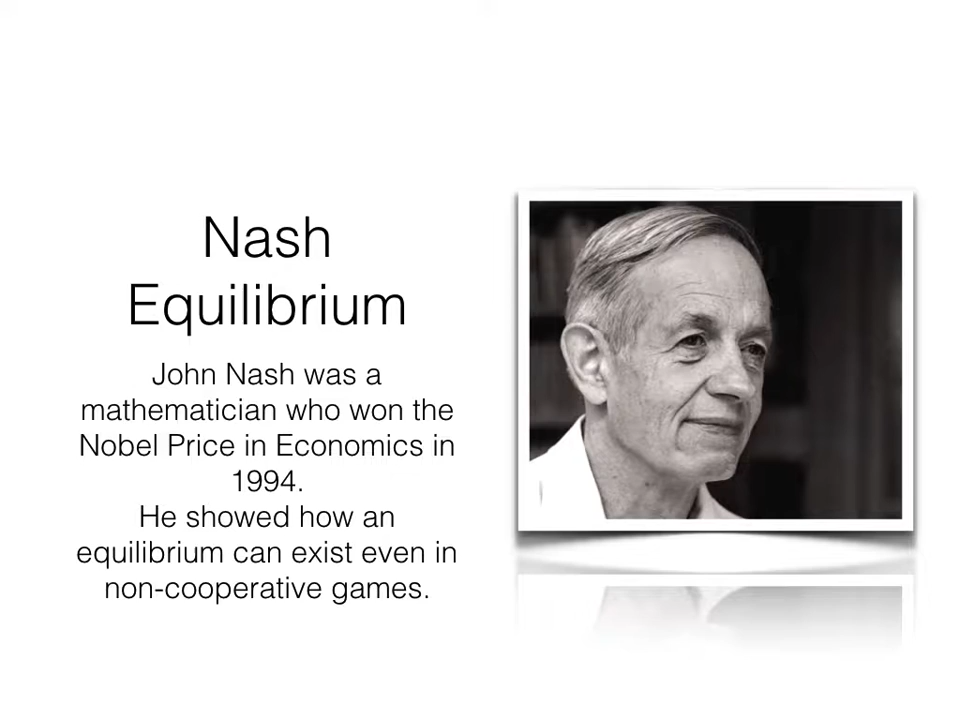 Nash
Equilibrium
John Nash was a
mathematician who won the
Nobel Price in Economics in
1994.
He showed how an
equilibrium can exist even in
non-cooperative games.